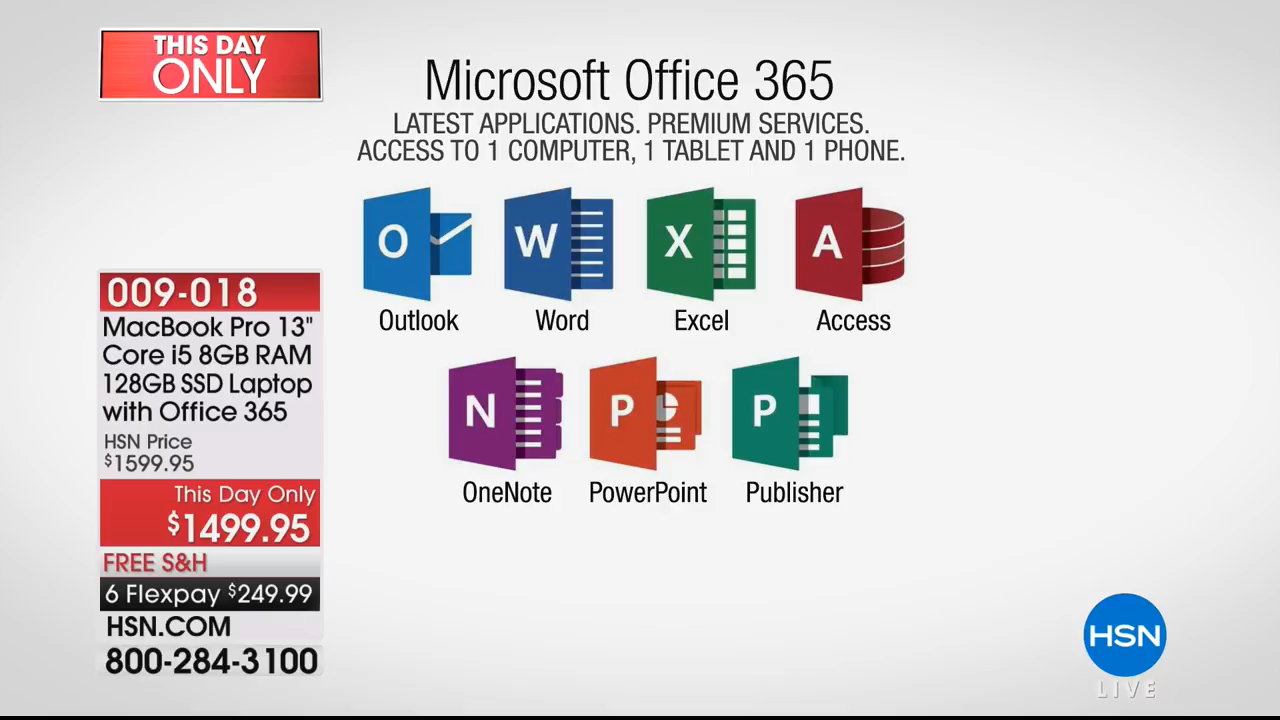 THIS DAY
ONLY
Microsoft Office 365
LATEST APPLICATIONS. PREMIUM SERVICES.
ACCESS TO 1 COMPUTER, 1 TABLET AND 1 PHONE.
O
W
X
A
Outlook
Word
Excel
Access
N
P
P
OneNote
PowerPoint
Publisher
009-018
MacBook Pro 13"
Core i5 8GB RAM
128GB SSD Laptop
with Office 365
HSN Price
$1599.95
This Day Only
$1499.95
FREE S&H
6 Flexpay $249.99
HSN.COM
800-284-3100
HSN
LIVE